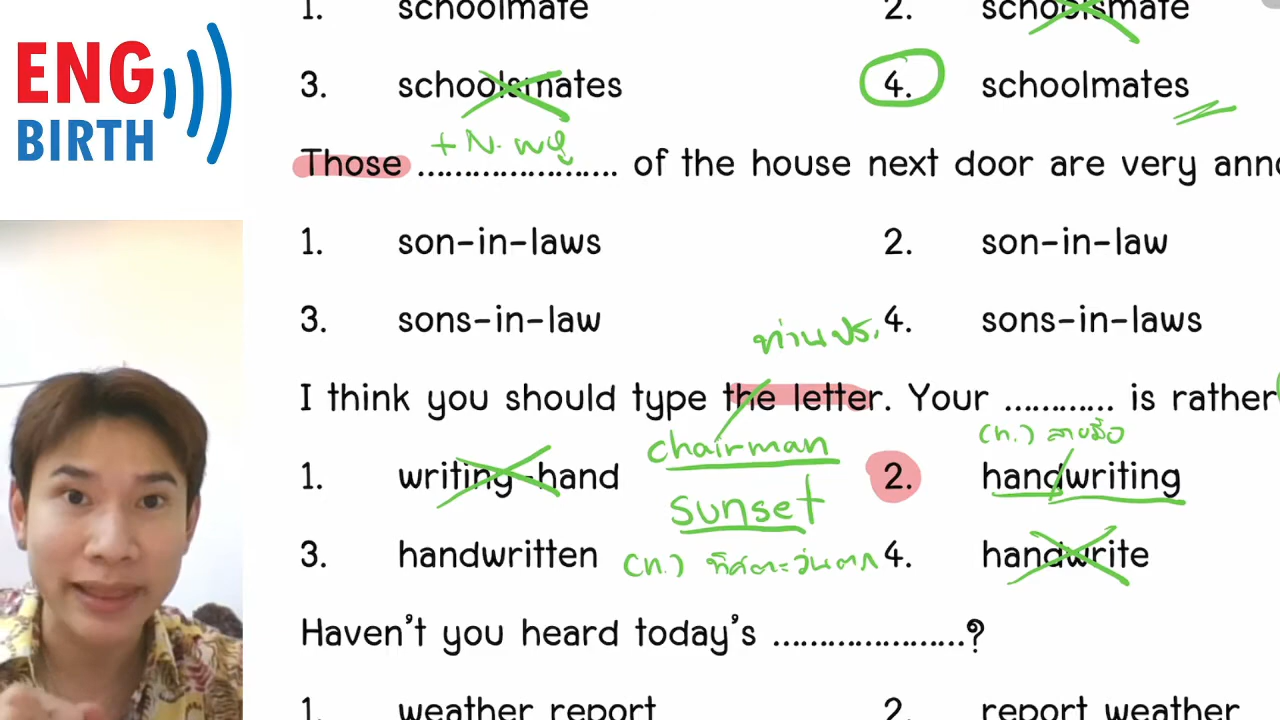 ENG
BIRTH
1. schoolmate 2. schoolsmate
3. schoolsmates 4. schoolmates
+ N. พหู
Those ...................... of the house next door are very anno
1. son-in-laws 2. son-in-law
3. sons-in-law 4. sons-in-laws
ท่านปร.
I think you should type the letter. Your ............ is rather
chairman (n.) ลายมือ
1. writing-hand 2. handwriting
sunset
3. handwritten 4. handwrite
(n.) ทิศตะวันตก
Haven't you heard today's .....................?
1. weather report 2. report weather